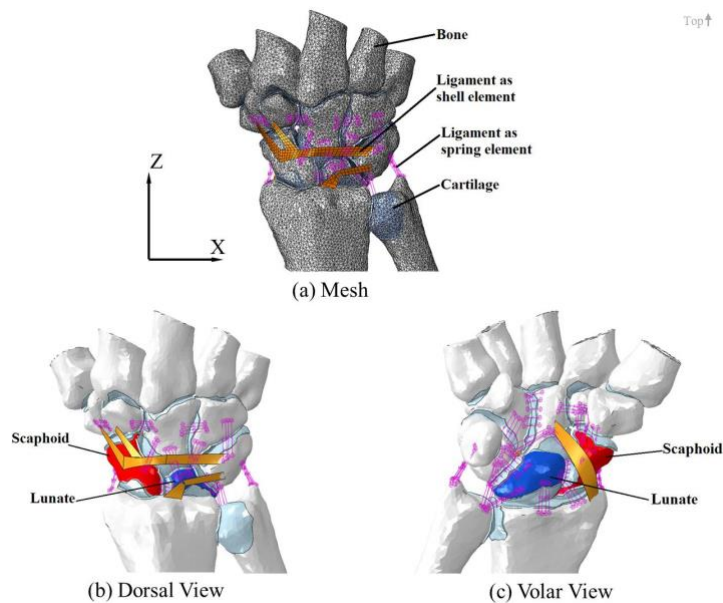 Top↑
Bone
Ligament as
shell element
Ligament as
spring element
Cartilage
Z
X
(a) Mesh
Scaphoid
Lunate
(b) Dorsal View
Scaphoid
Lunate
(c) Volar View